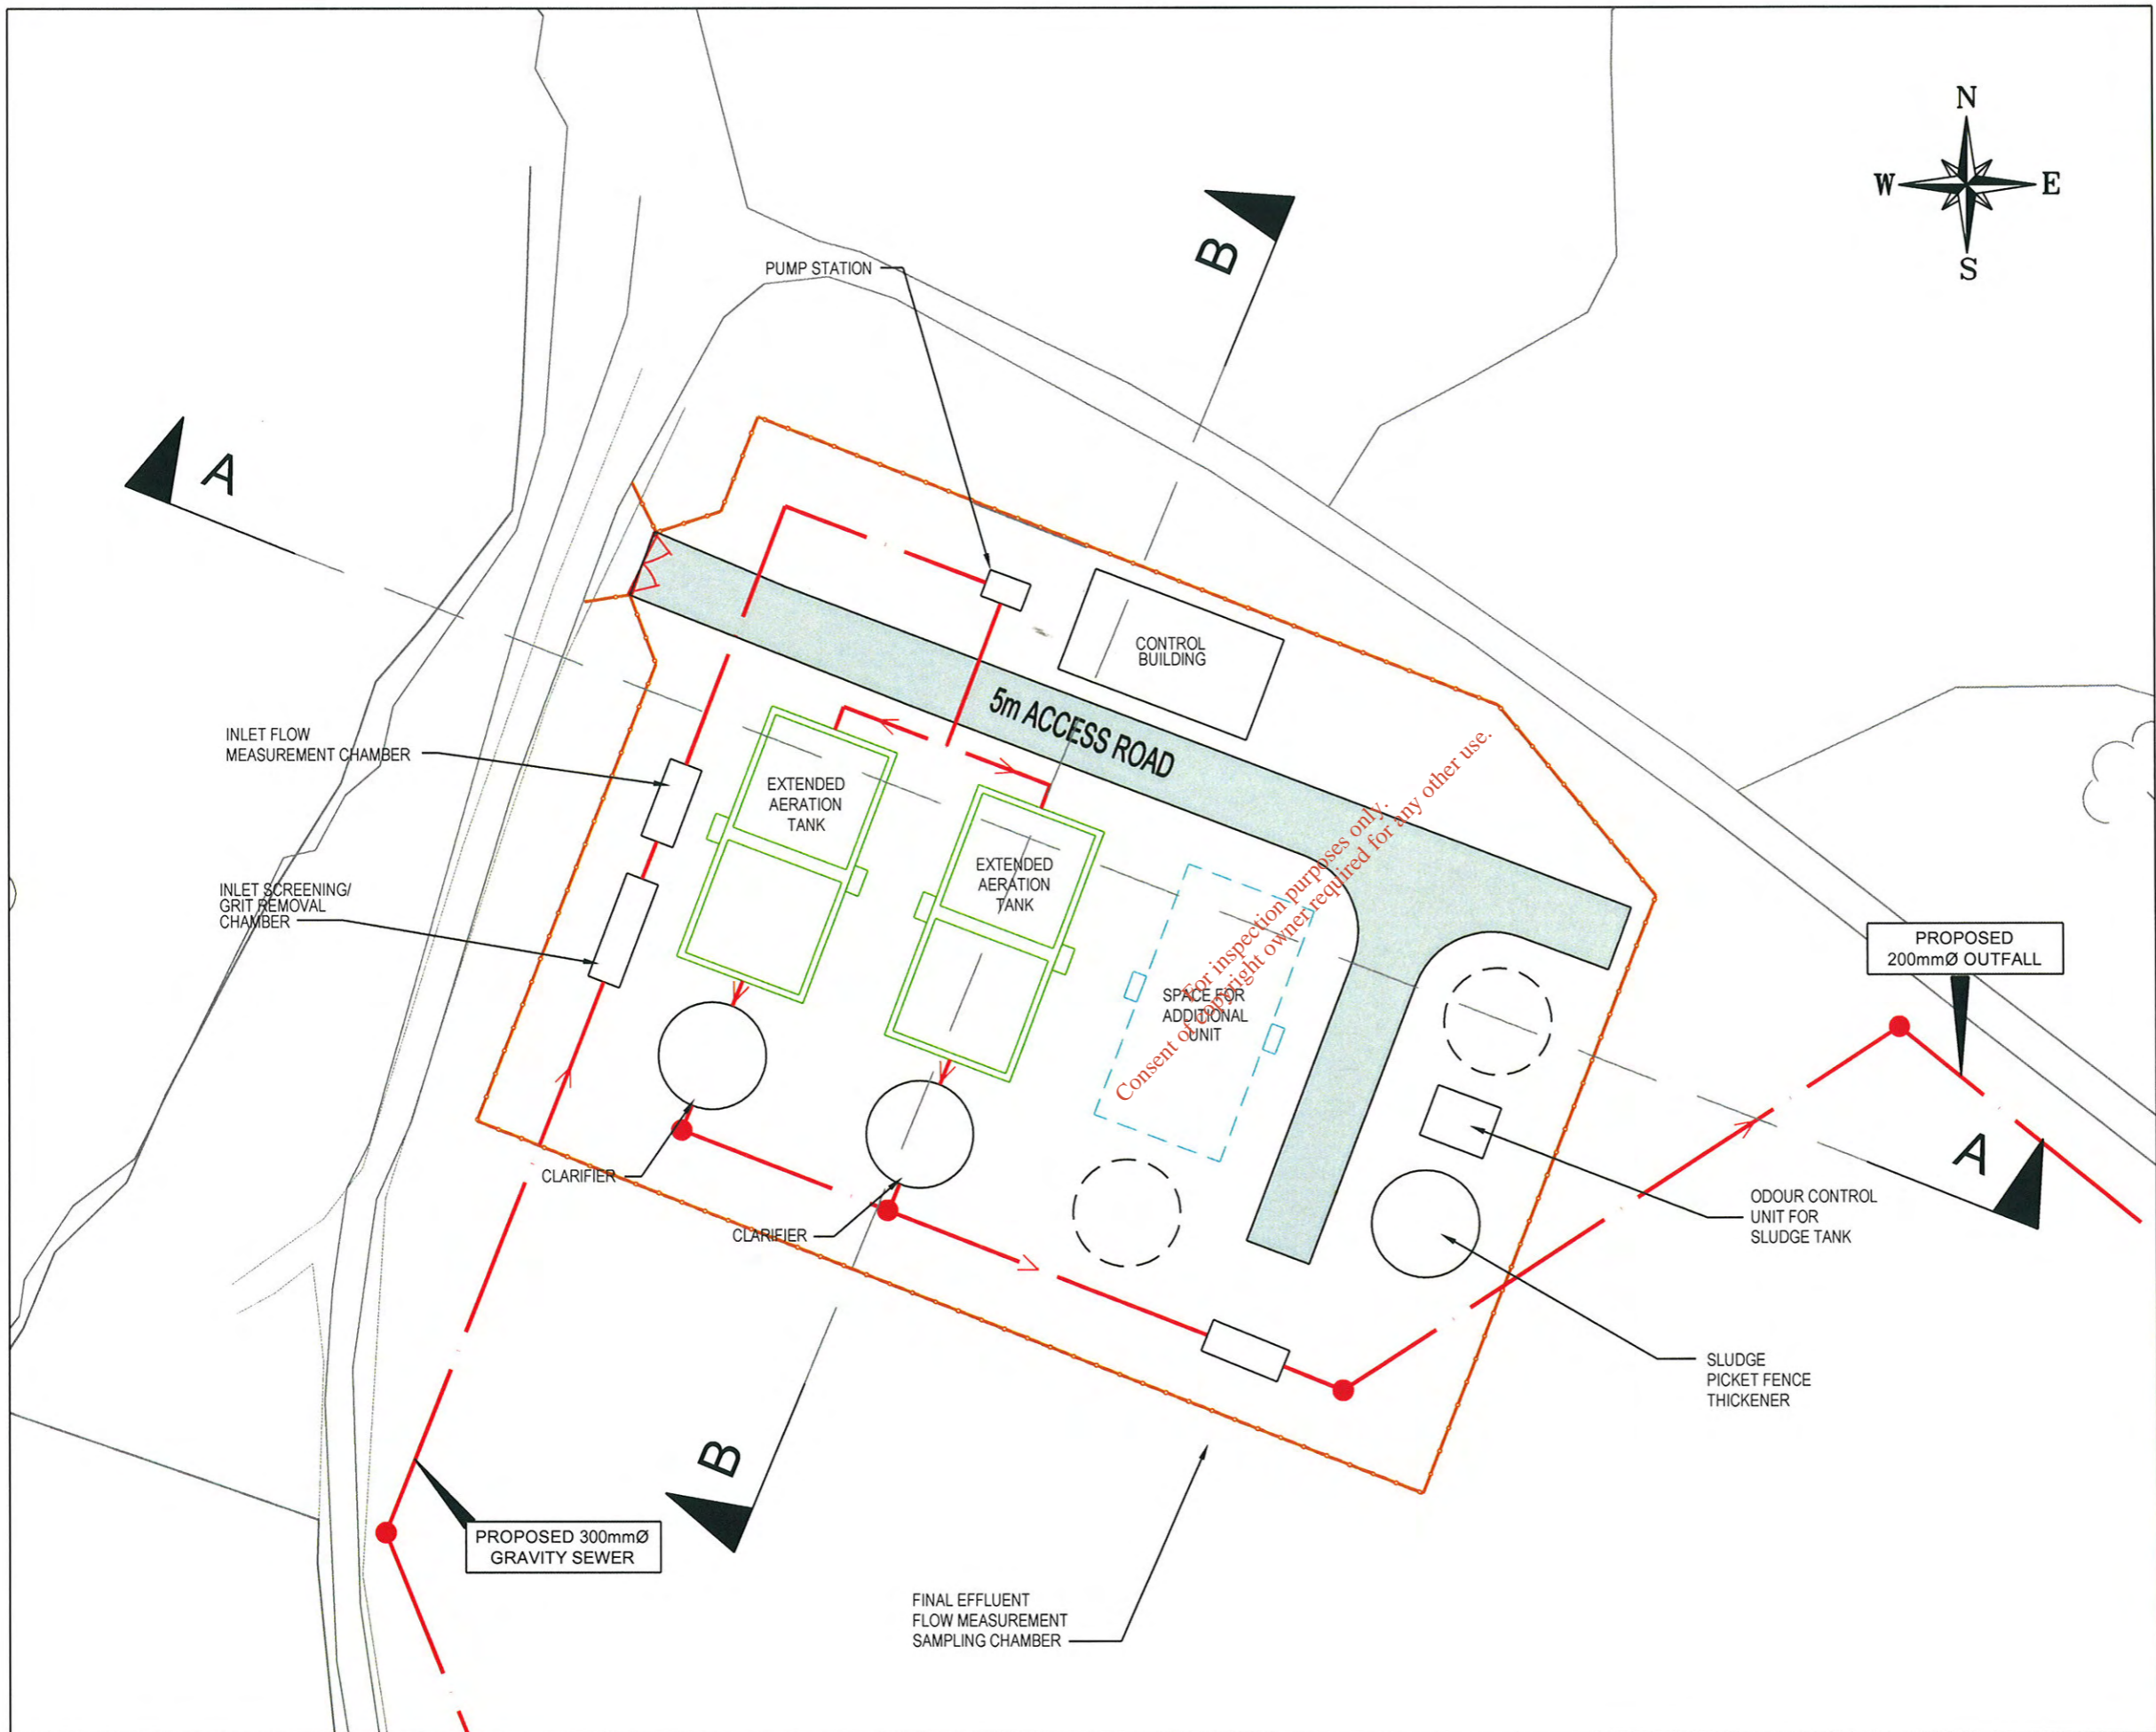 N
W
E
S
B
PUMP STATION
A
CONTROL
BUILDING
5m ACCESS ROAD
INLET FLOW
MEASUREMENT CHAMBER
EXTENDED
AERATION
TANK
EXTENDED
AERATION
TANK
INLET SCREENING/
GRIT REMOVAL
CHAMBER
For inspection purposes only.
Consent of copyright owner required for any other use.
SPACE FOR
ADDITIONAL
UNIT
PROPOSED
200mmØ OUTFALL
A
CLARIFIER
CLARIFIER
ODOUR CONTROL
UNIT FOR
SLUDGE TANK
SLUDGE
PICKET FENCE
THICKENER
B
PROPOSED 300mmØ
GRAVITY SEWER
FINAL EFFLUENT
FLOW MEASUREMENT
SAMPLING CHAMBER